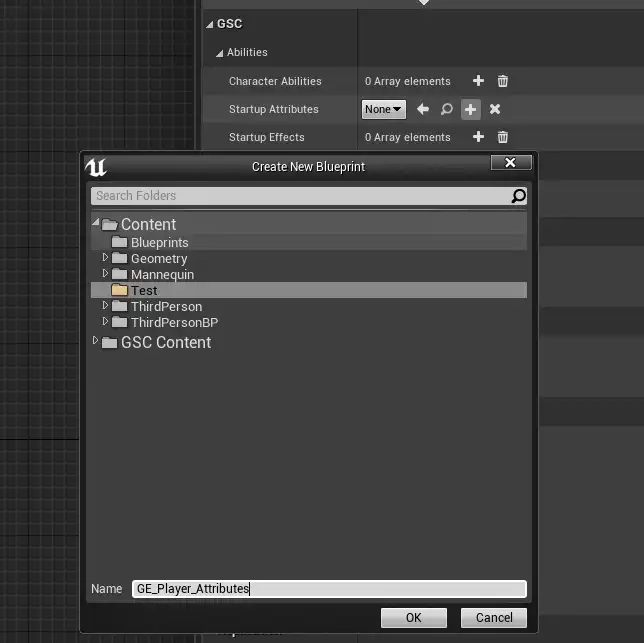 GSC
Abilities
Character Abilities 0 Array elements
Startup Attributes None
Startup Effects 0 Array elements
Create New Blueprint
Search Folders
Content
Blueprints
Geometry
Mannequin
Test
ThirdPerson
ThirdPersonBP
GSC Content
Name GE_Player_Attributes
OK Cancel